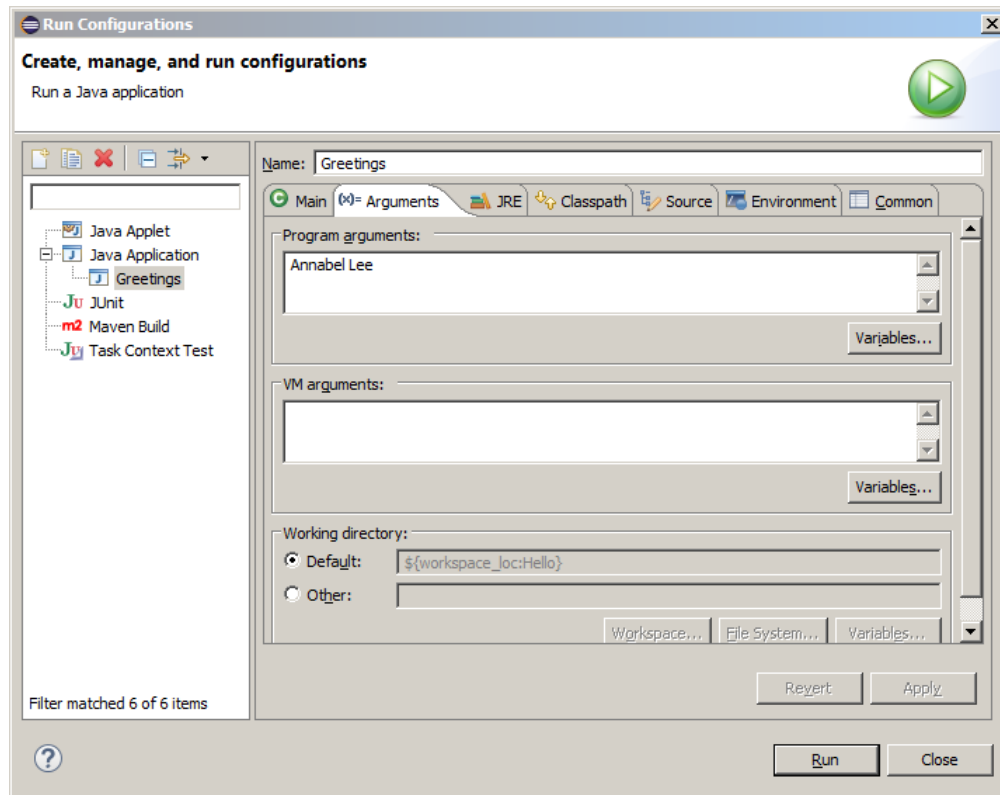 Run Configurations
Create, manage, and run configurations
Run a Java application
Name: Greetings
Main (x)= Arguments JRE Classpath Source Environment Common
Java Applet
Java Application
Greetings
JU JUnit
m2 Maven Build
JU Task Context Test
Filter matched 6 of 6 items
Program arguments:
Annabel Lee
Variables...
VM arguments:
Variables...
Working directory:
Default: ${workspace_loc:Hello}
Other:
Workspace... File System... Variables...
Revert Apply
Run Close